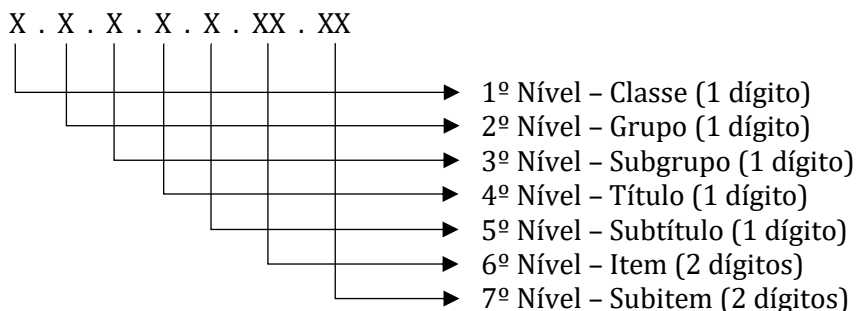 X . X . X . X . X . XX . XX
1º Nível – Classe (1 dígito)
2º Nível – Grupo (1 dígito)
3º Nível – Subgrupo (1 dígito)
4º Nível – Título (1 dígito)
5º Nível – Subtítulo (1 dígito)
6º Nível – Item (2 dígitos)
7º Nível – Subitem (2 dígitos)